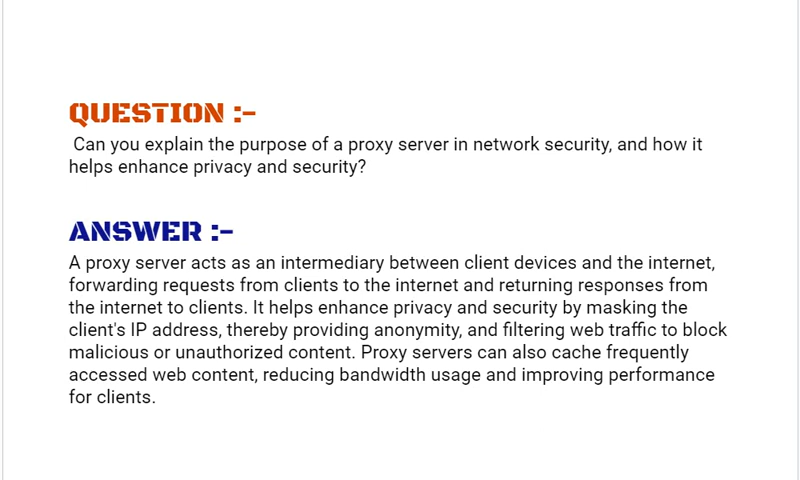 QUESTION :-
Can you explain the purpose of a proxy server in network security, and how it
helps enhance privacy and security?
ANSWER :-
A proxy server acts as an intermediary between client devices and the internet,
forwarding requests from clients to the internet and returning responses from
the internet to clients. It helps enhance privacy and security by masking the
client's IP address, thereby providing anonymity, and filtering web traffic to block
malicious or unauthorized content. Proxy servers can also cache frequently
accessed web content, reducing bandwidth usage and improving performance
for clients.